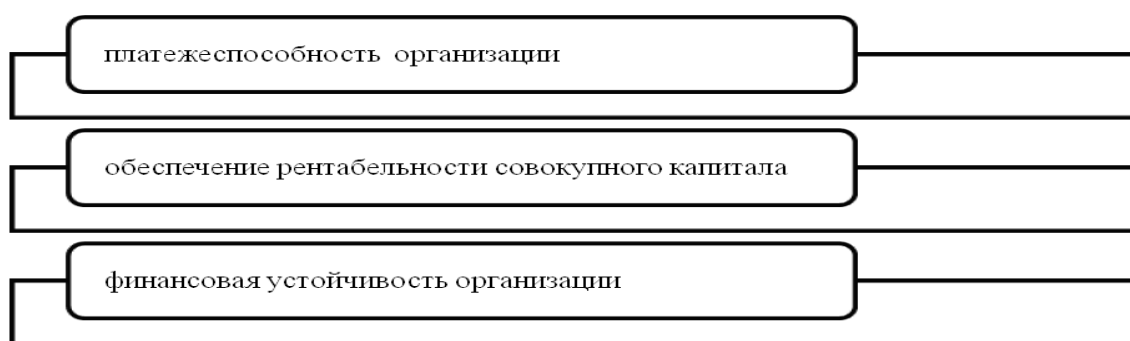 платежеспособность организации
обеспечение рентабельности совокупного капитала
финансовая устойчивость организации